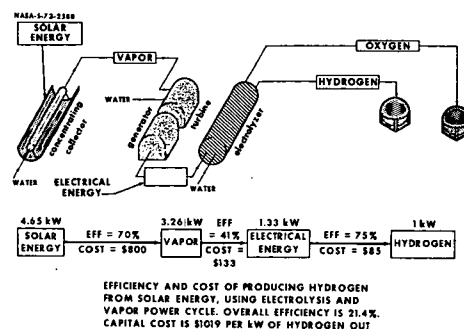 NASA-S-73-2588
SOLAR
ENERGY
VAPOR
OXYGEN
HYDROGEN
WATER
concentrating
collector
generator
turbine
electrolyzer
WATER
ELECTRICAL
ENERGY
WATER
4.65 kW
3.26 kW
EFF
1.33 kW
1 kW
SOLAR
ENERGY
EFF = 70%
COST = $800
VAPOR
= 41%
COST =
$133
ELECTRICAL
ENERGY
EFF = 75%
COST = $85
HYDROGEN
EFFICIENCY AND COST OF PRODUCING HYDROGEN
FROM SOLAR ENERGY, USING ELECTROLYSIS AND
VAPOR POWER CYCLE. OVERALL EFFICIENCY IS 21.4%.
CAPITAL COST IS $1019 PER kW OF HYDROGEN OUT